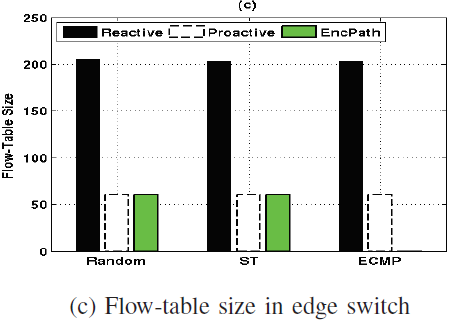 (c)
250
Reactive Proactive EncPath
200
150
100
50
0
Flow-Table Size
Random ST ECMP
(c) Flow-table size in edge switch